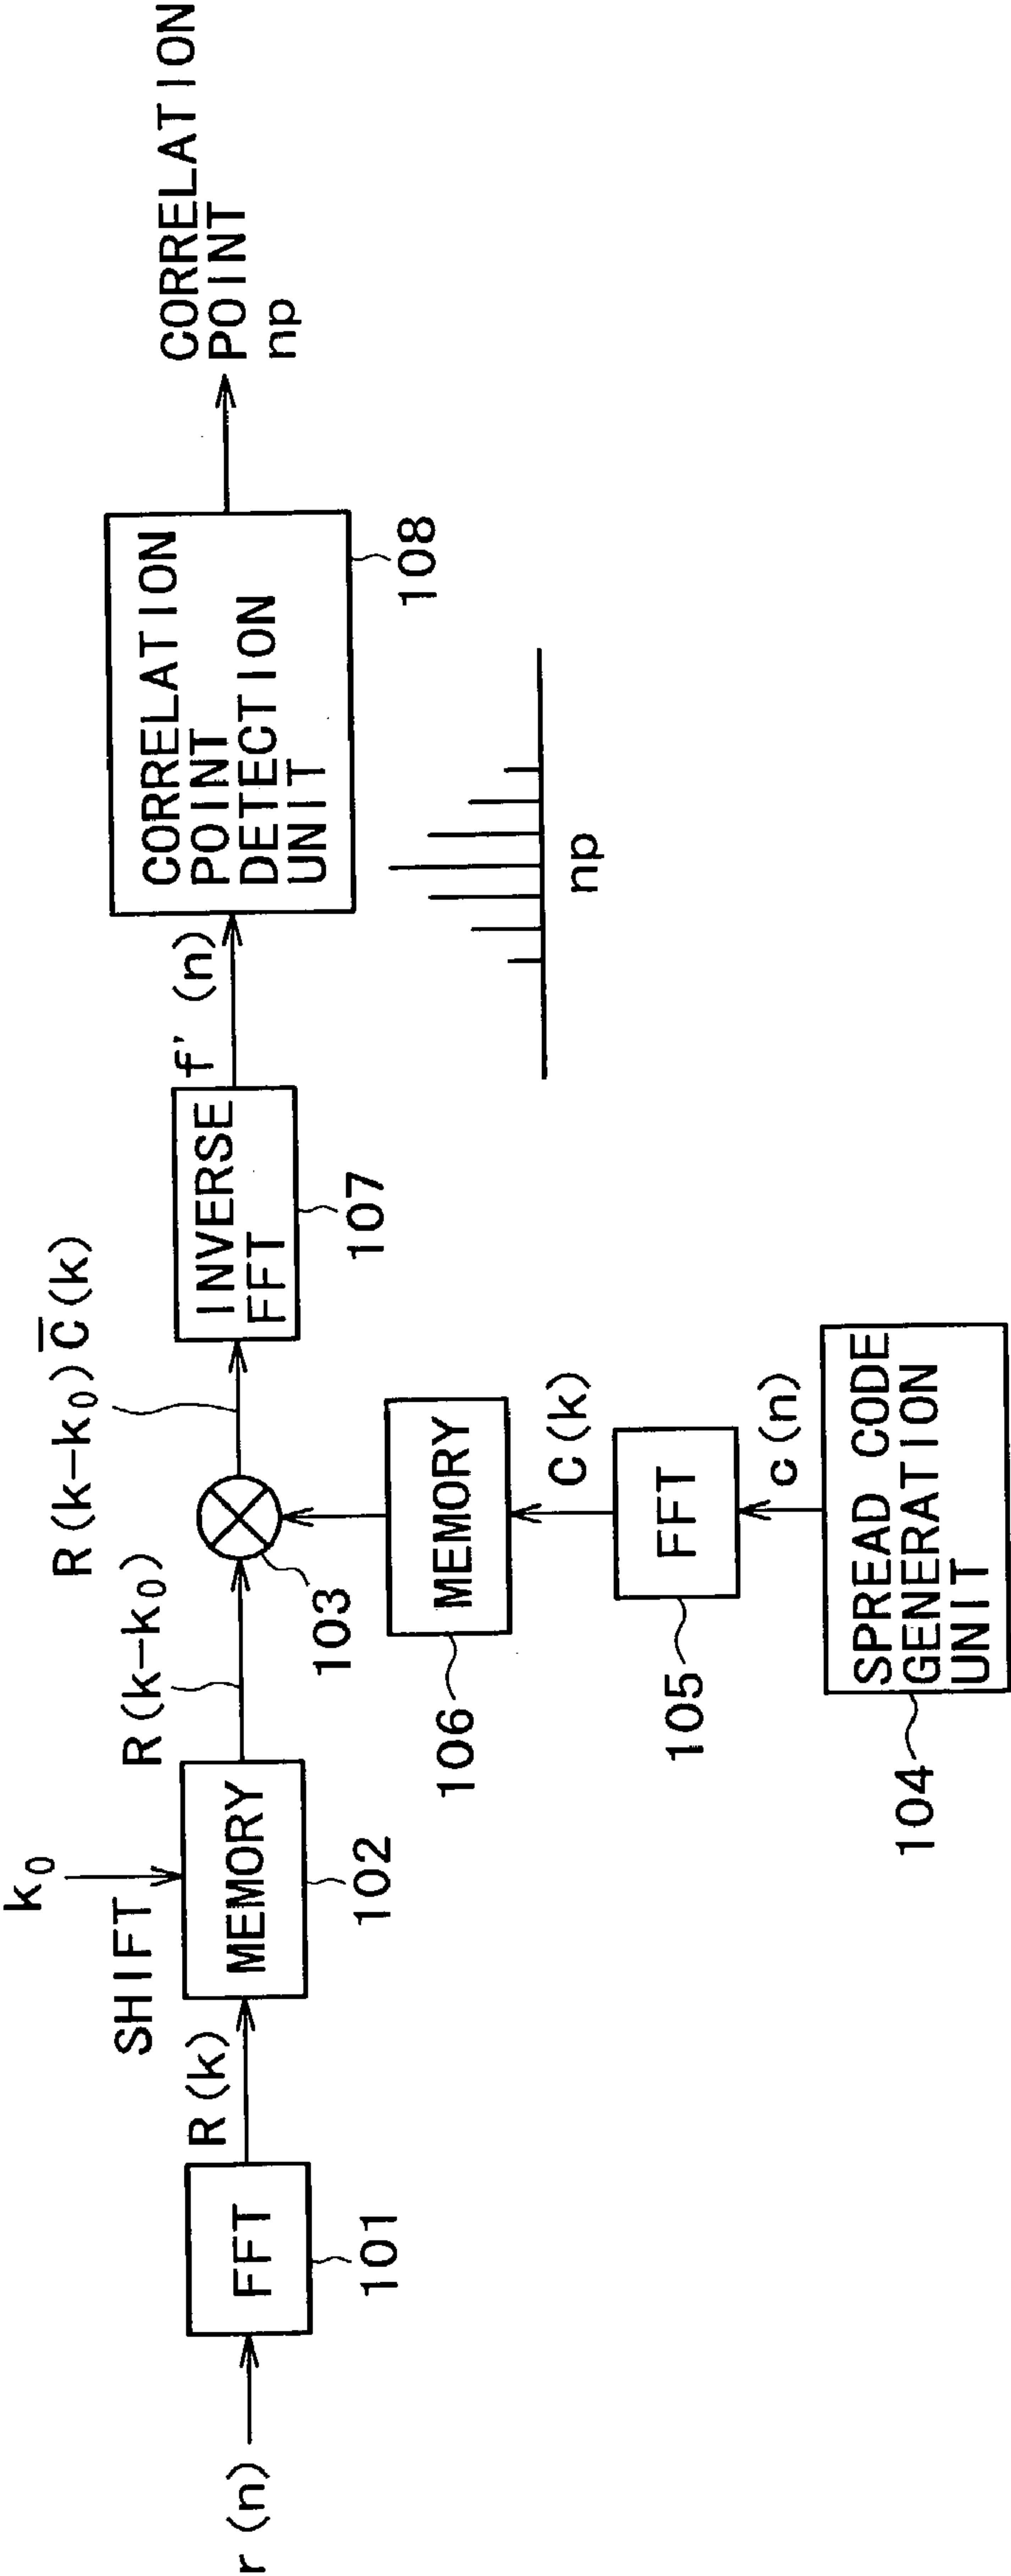 r(n)
FFT
101
R(k)
SHIFT
k₀
MEMORY
102
R(k-k₀)
103
R(k-k₀)C̅(k)
INVERSE
FFT
107
f'(n)
CORRELATION
POINT
DETECTION
UNIT
108
CORRELATION
POINT
np
np
MEMORY
106
C(k)
FFT
105
c(n)
SPREAD CODE
GENERATION
UNIT
104